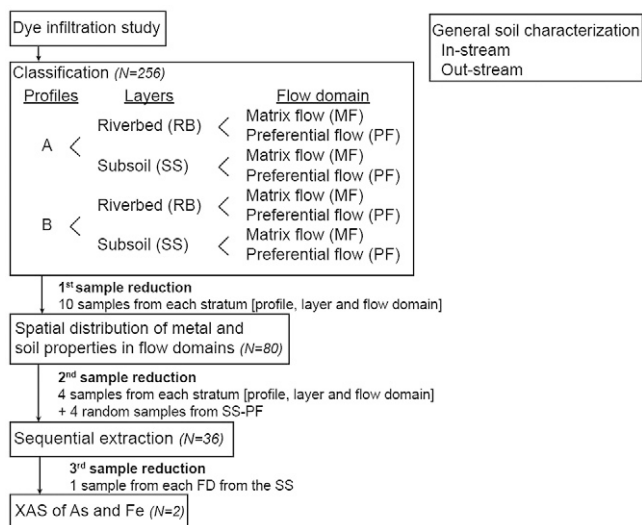 Dye infiltration study
General soil characterization
In-stream
Out-stream
Classification (N=256)
Profiles Layers Flow domain
A < Riverbed (RB) < Matrix flow (MF)
Preferential flow (PF)
Subsoil (SS) < Matrix flow (MF)
Preferential flow (PF)
B < Riverbed (RB) < Matrix flow (MF)
Preferential flow (PF)
Subsoil (SS) < Matrix flow (MF)
Preferential flow (PF)
1st sample reduction
10 samples from each stratum [profile, layer and flow domain]
Spatial distribution of metal and
soil properties in flow domains (N=80)
2nd sample reduction
4 samples from each stratum [profile, layer and flow domain]
+ 4 random samples from SS-PF
Sequential extraction (N=36)
3rd sample reduction
1 sample from each FD from the SS
XAS of As and Fe (N=2)